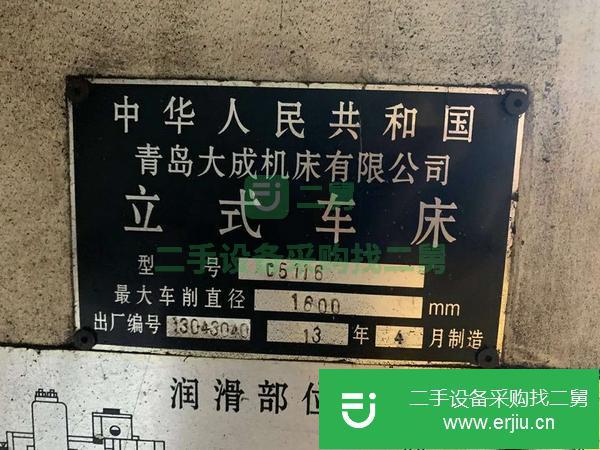 中华人民共和国
青岛大成机床有限公司
二舅
立式车床
二手设备采购找二舅
型 号 C5116
最大车削直径 1600 mm
出厂编号 13043040 13 年 4 月制造
润滑部位
二手设备采购找二舅
www.erjiu.cn